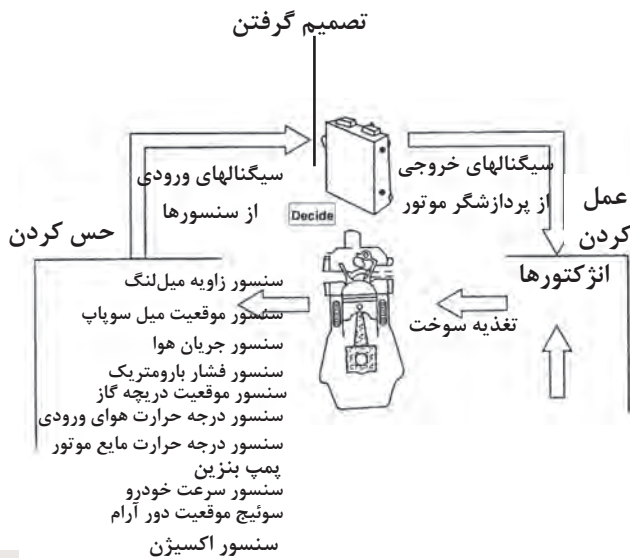 تصمیم گرفتن
سیگنالهای ورودی
از سنسورها
سیگنالهای خروجی
از پردازشگر موتور
Decide
حس کردن
عمل
کردن
انژکتورها
تغذیه سوخت
سنسور زاویه میل‌لنگ
سنسور موقعیت میل سوپاپ
سنسور جریان هوا
سنسور فشار بارومتریک
سنسور موقعیت دریچه گاز
سنسور درجه حرارت هوای ورودی
سنسور درجه حرارت مایع موتور
پمپ بنزین
سنسور سرعت خودرو
سوئیچ موقعیت دور آرام
سنسور اکسیژن